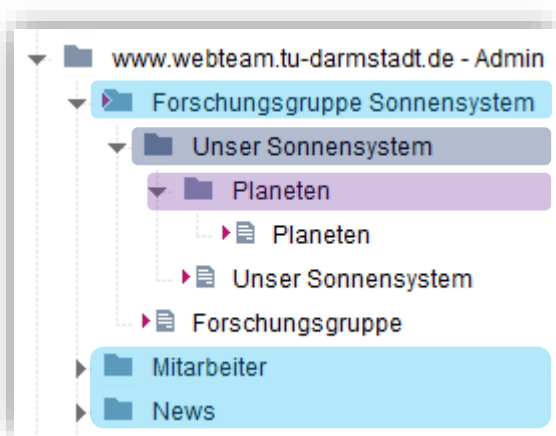 www.webteam.tu-darmstadt.de - Admin
Forschungsgruppe Sonnensystem
Unser Sonnensystem
Planeten
Planeten
Unser Sonnensystem
Forschungsgruppe
Mitarbeiter
News